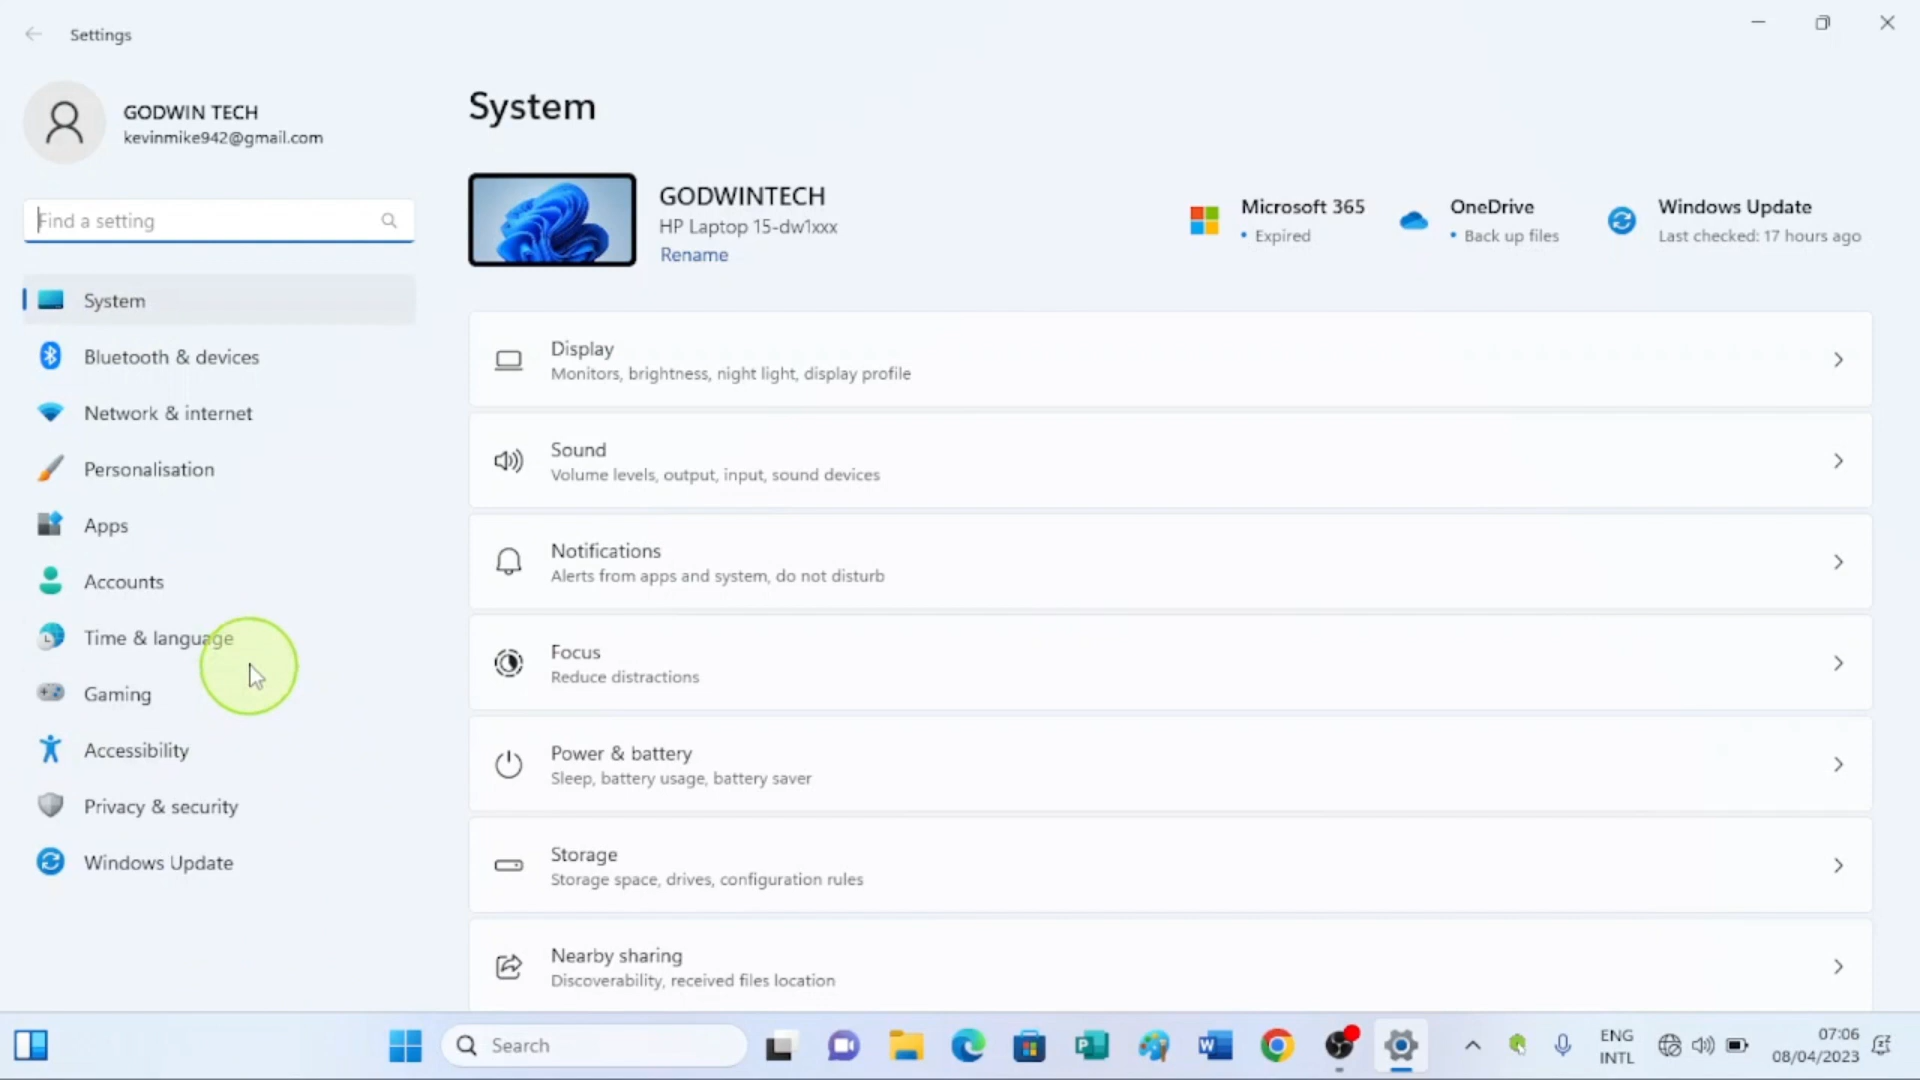 Settings
GODWIN TECH
kevinmike942@gmail.com
Find a setting
System
Bluetooth & devices
Network & internet
Personalisation
Apps
Accounts
Time & language
Gaming
Accessibility
Privacy & security
Windows Update
System
GODWINTECH
HP Laptop 15-dw1xxx
Rename
Microsoft 365
• Expired
OneDrive
• Back up files
Windows Update
Last checked: 17 hours ago
Display
Monitors, brightness, night light, display profile
Sound
Volume levels, output, input, sound devices
Notifications
Alerts from apps and system, do not disturb
Focus
Reduce distractions
Power & battery
Sleep, battery usage, battery saver
Storage
Storage space, drives, configuration rules
Nearby sharing
Discoverability, received files location
Search
ENG
INTL
07:06
08/04/2023